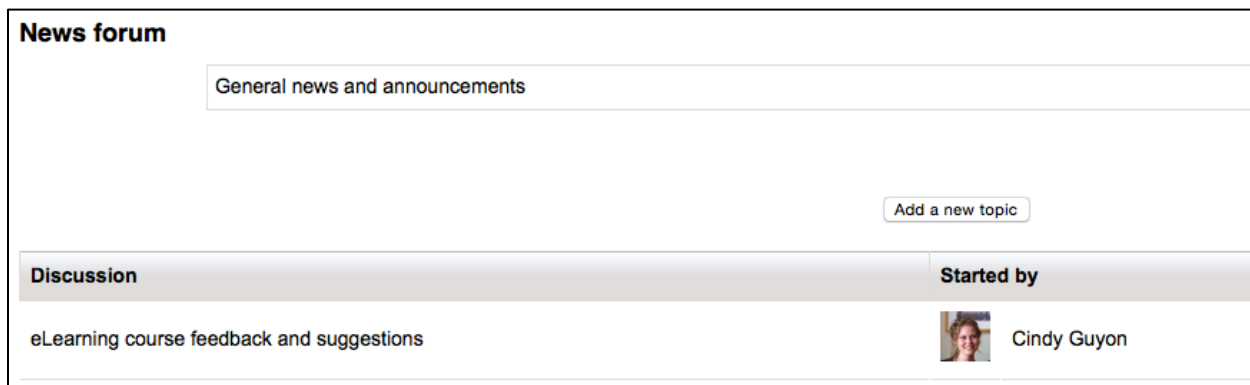 News forum
General news and announcements
Add a new topic
Discussion Started by
eLearning course feedback and suggestions Cindy Guyon